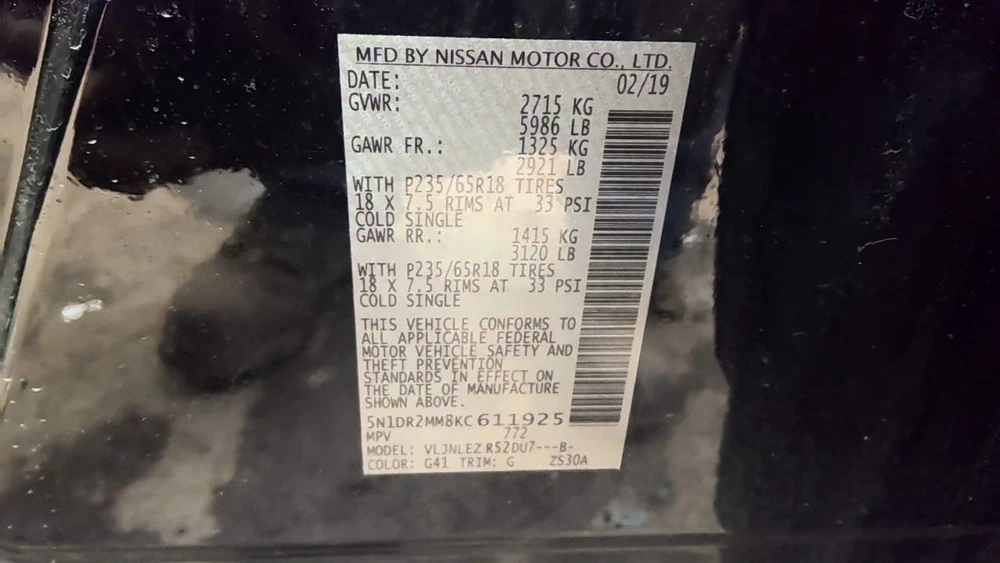 MFD BY NISSAN MOTOR CO., LTD.
DATE: 02/19
GVWR: 2715 KG
5986 LB
GAWR FR.: 1325 KG
2921 LB
WITH P235/65R18 TIRES
18 X 7.5 RIMS AT 33 PSI
COLD SINGLE
GAWR RR.: 1415 KG
3120 LB
WITH P235/65R18 TIRES
18 X 7.5 RIMS AT 33 PSI
COLD SINGLE
THIS VEHICLE CONFORMS TO
ALL APPLICABLE FEDERAL
MOTOR VEHICLE SAFETY AND
THEFT PREVENTION
STANDARDS IN EFFECT ON
THE DATE OF MANUFACTURE
SHOWN ABOVE.
5N1DR2MM8KC611925
MPV 772
MODEL: VLJNLEZ R52DU7---B-
COLOR: G41 TRIM: G ZS30A